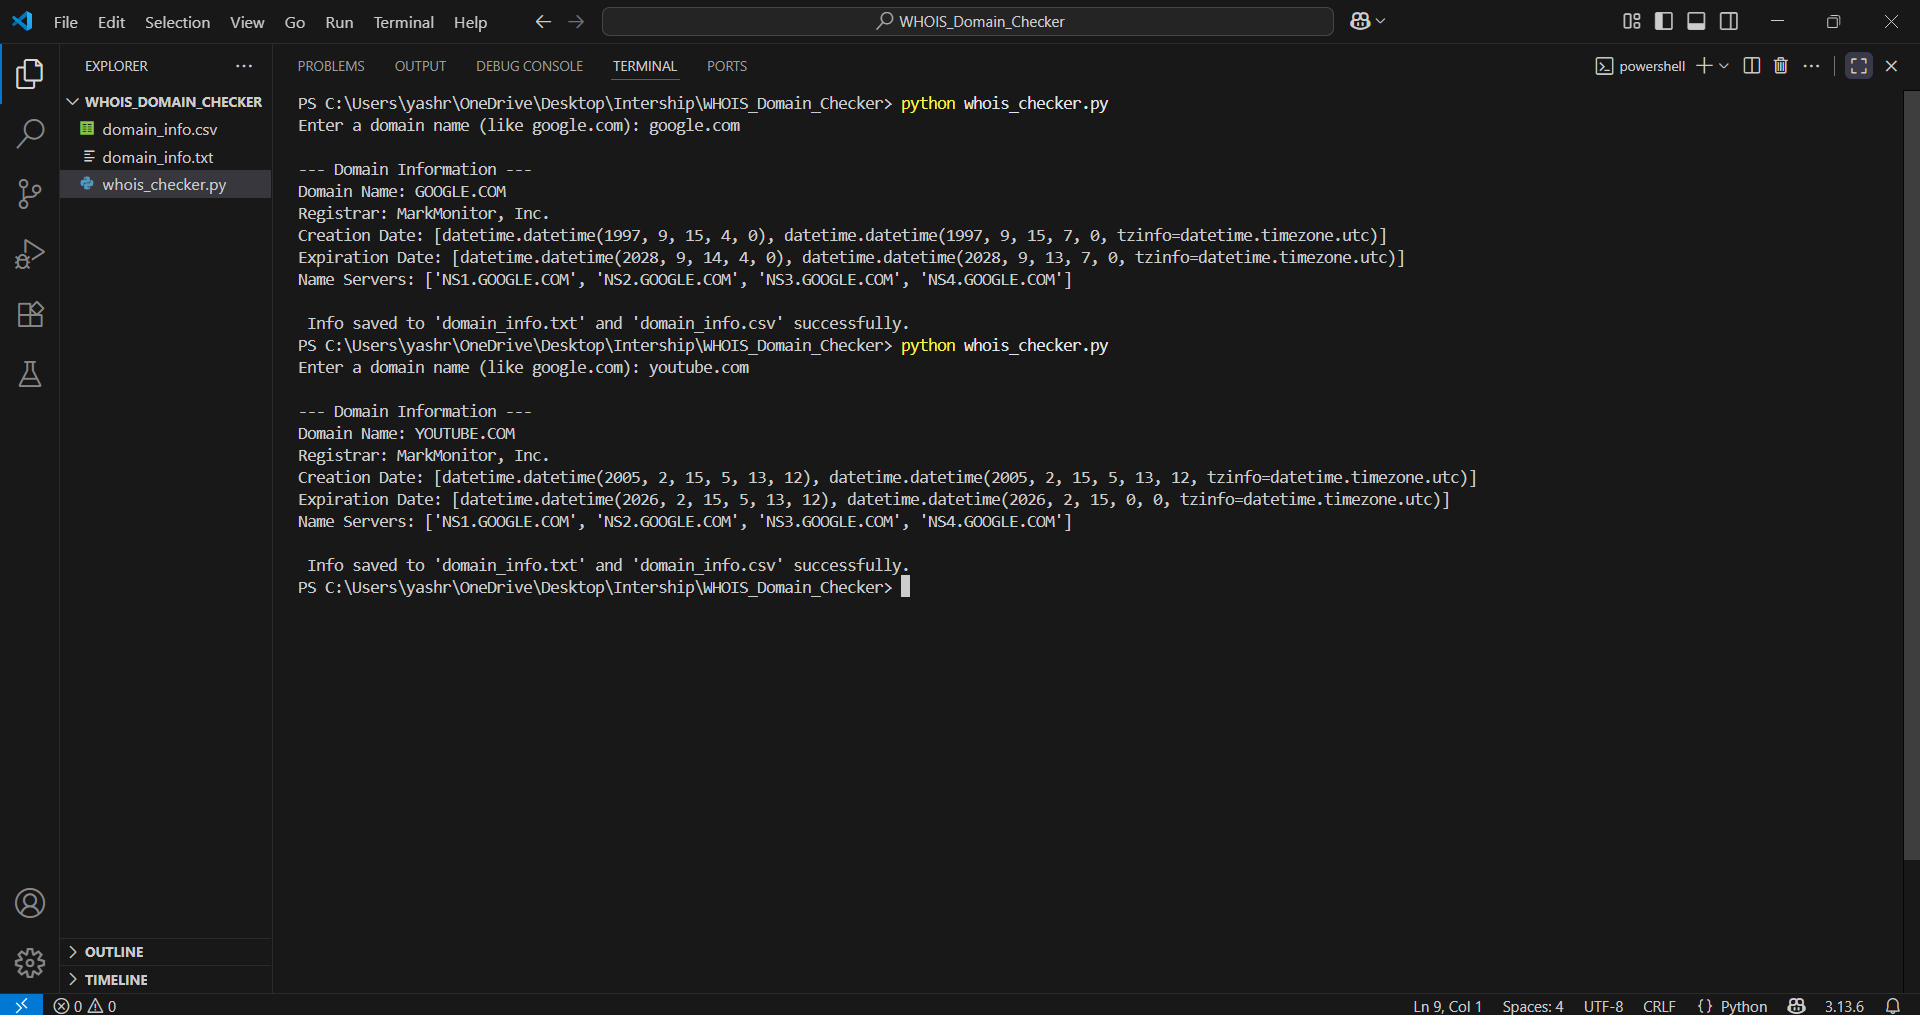 File Edit Selection View Go Run Terminal Help WHOIS_Domain_Checker
EXPLORER
WHOIS_DOMAIN_CHECKER
domain_info.csv
domain_info.txt
whois_checker.py
OUTLINE
TIMELINE
PROBLEMS OUTPUT DEBUG CONSOLE TERMINAL PORTS powershell
PS C:\Users\yashr\OneDrive\Desktop\Intership\WHOIS_Domain_Checker> python whois_checker.py
Enter a domain name (like google.com): google.com
--- Domain Information ---
Domain Name: GOOGLE.COM
Registrar: MarkMonitor, Inc.
Creation Date: [datetime.datetime(1997, 9, 15, 4, 0), datetime.datetime(1997, 9, 15, 7, 0, tzinfo=datetime.timezone.utc)]
Expiration Date: [datetime.datetime(2028, 9, 14, 4, 0), datetime.datetime(2028, 9, 13, 7, 0, tzinfo=datetime.timezone.utc)]
Name Servers: ['NS1.GOOGLE.COM', 'NS2.GOOGLE.COM', 'NS3.GOOGLE.COM', 'NS4.GOOGLE.COM']
Info saved to 'domain_info.txt' and 'domain_info.csv' successfully.
PS C:\Users\yashr\OneDrive\Desktop\Intership\WHOIS_Domain_Checker> python whois_checker.py
Enter a domain name (like google.com): youtube.com
--- Domain Information ---
Domain Name: YOUTUBE.COM
Registrar: MarkMonitor, Inc.
Creation Date: [datetime.datetime(2005, 2, 15, 5, 13, 12), datetime.datetime(2005, 2, 15, 5, 13, 12, tzinfo=datetime.timezone.utc)]
Expiration Date: [datetime.datetime(2026, 2, 15, 5, 13, 12), datetime.datetime(2026, 2, 15, 0, 0, tzinfo=datetime.timezone.utc)]
Name Servers: ['NS1.GOOGLE.COM', 'NS2.GOOGLE.COM', 'NS3.GOOGLE.COM', 'NS4.GOOGLE.COM']
Info saved to 'domain_info.txt' and 'domain_info.csv' successfully.
PS C:\Users\yashr\OneDrive\Desktop\Intership\WHOIS_Domain_Checker>
0 0 Ln 9, Col 1 Spaces: 4 UTF-8 CRLF {} Python 3.13.6